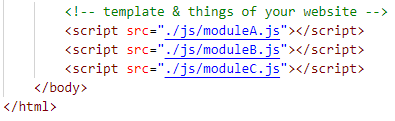 <!-- template & things of your website -->
<script src="./js/moduleA.js"></script>
<script src="./js/moduleB.js"></script>
<script src="./js/moduleC.js"></script>
</body>
</html>